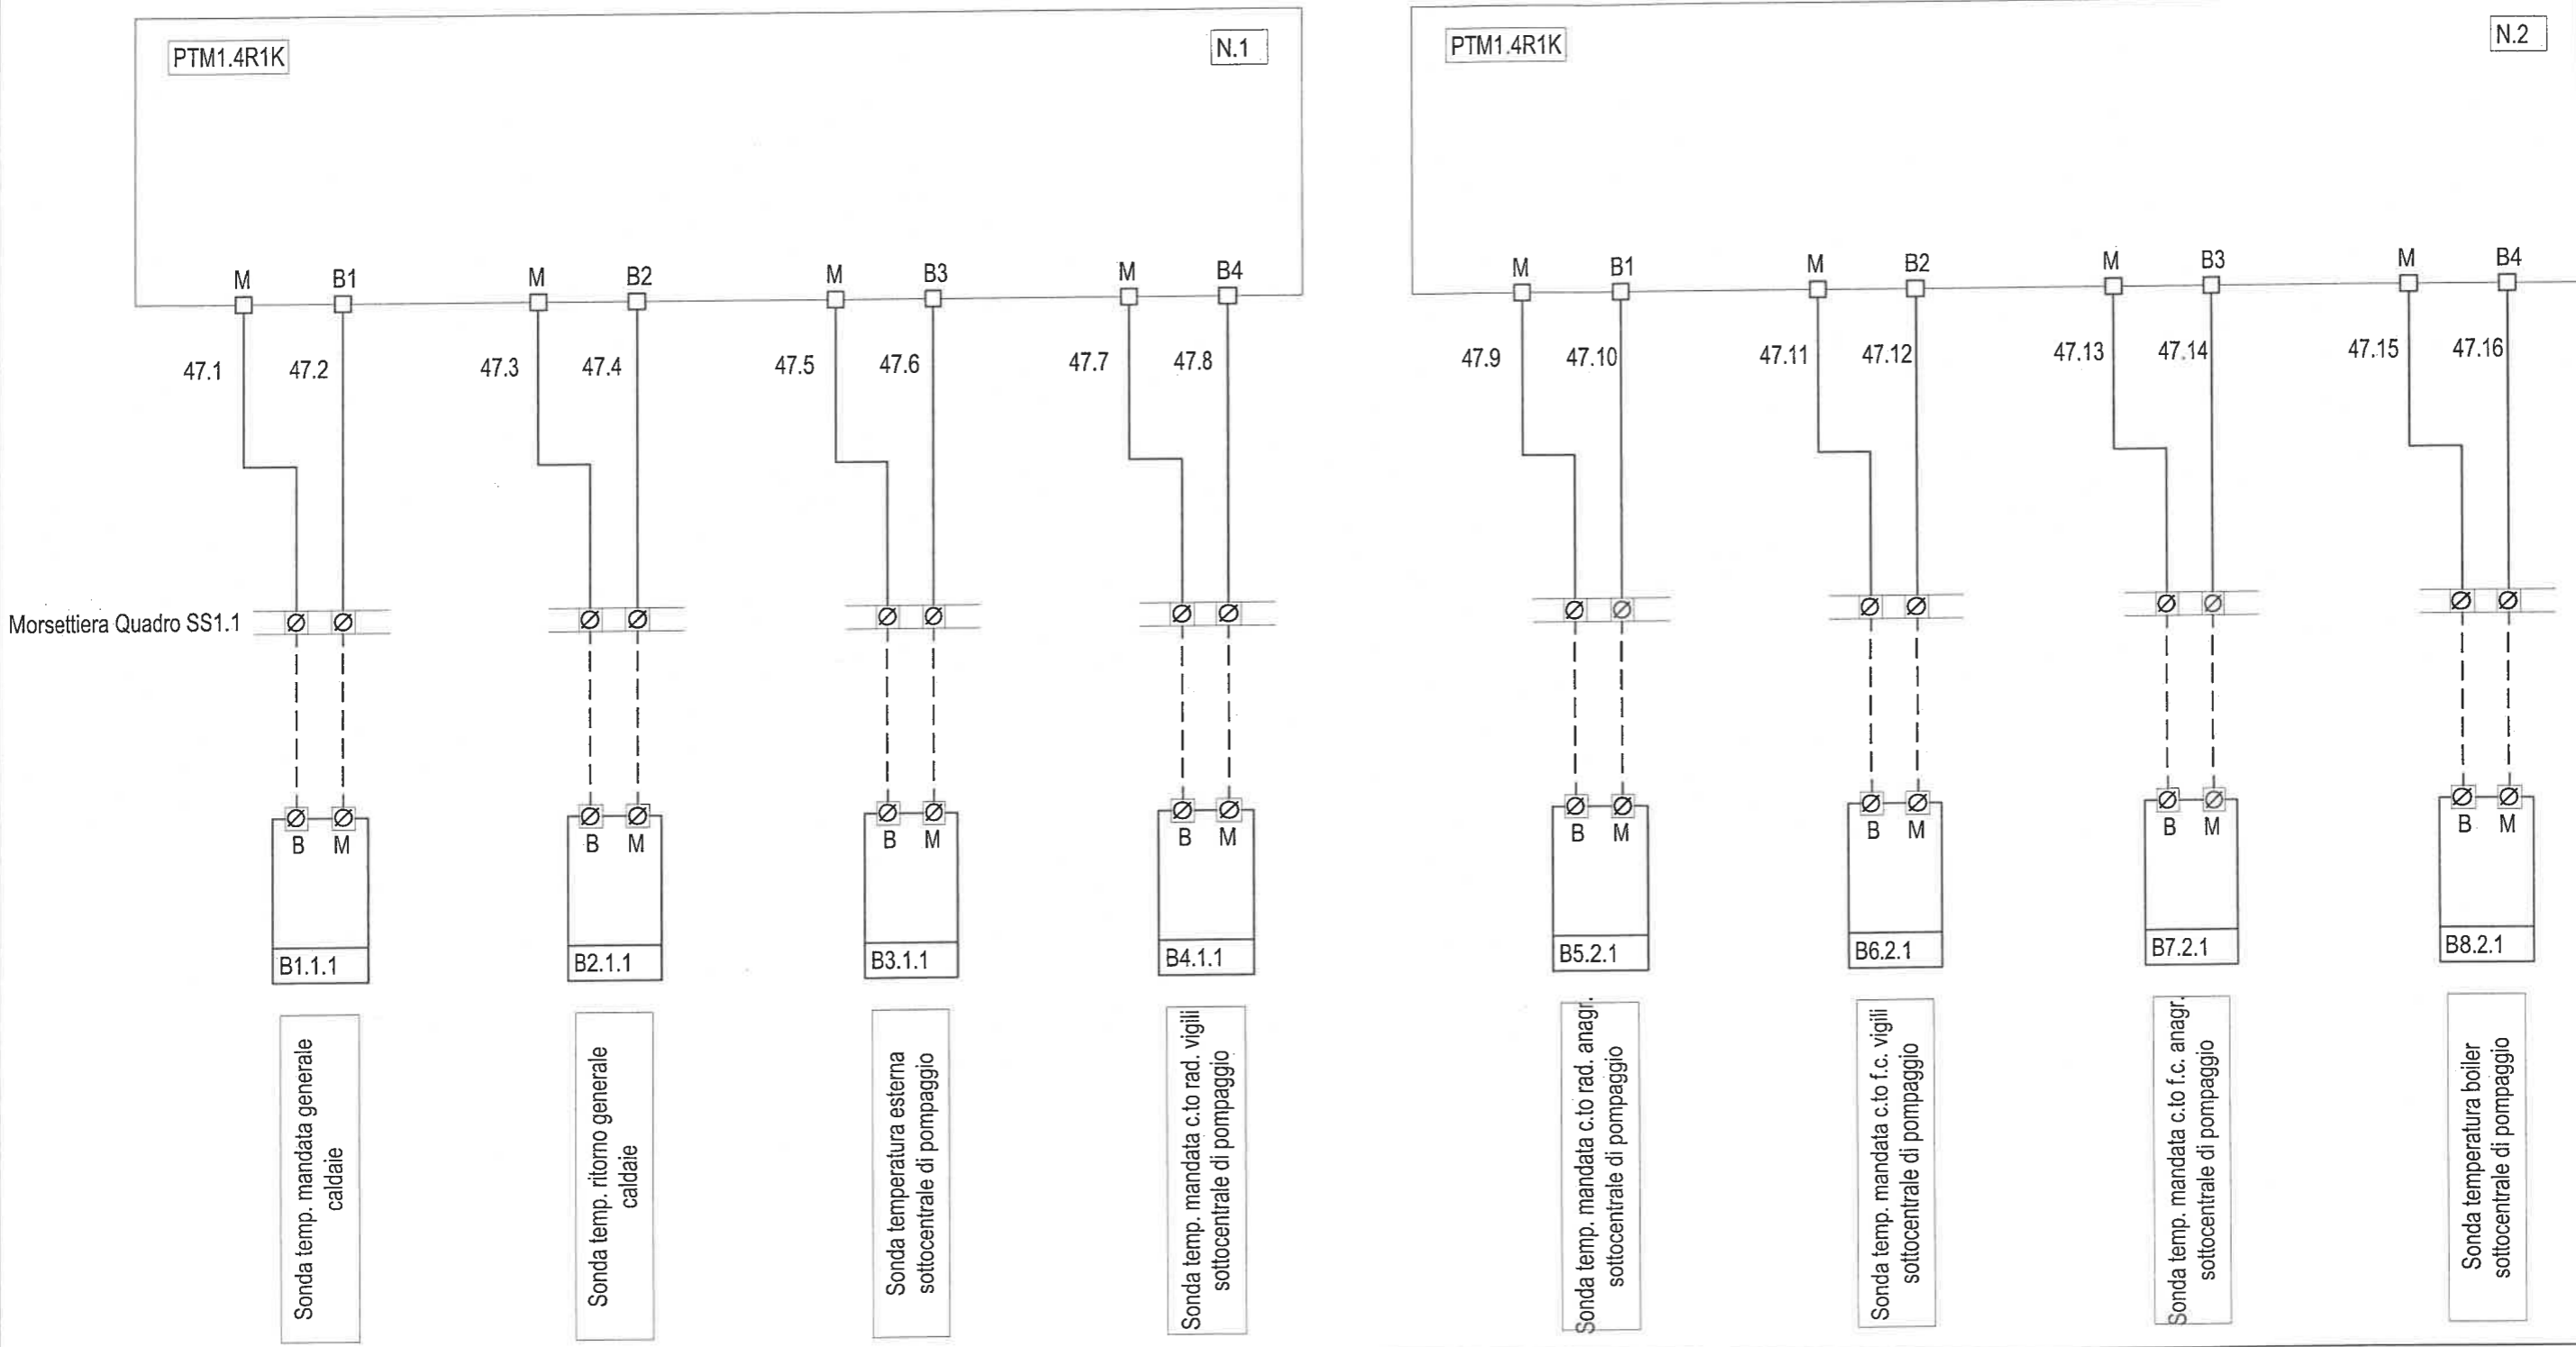 PTM1.4R1K
N.1
PTM1.4R1K
N.2
M B1 M B2 M B3 M B4
M B1 M B2 M B3 M B4
47.1 47.2 47.3 47.4 47.5 47.6 47.7 47.8
47.9 47.10 47.11 47.12 47.13 47.14 47.15 47.16
Morsettiera Quadro SS1.1
B M B M B M B M
B M B M B M B M
B1.1.1
B2.1.1
B3.1.1
B4.1.1
B5.2.1
B6.2.1
B7.2.1
B8.2.1
Sonda temp. mandata generale
caldaie
Sonda temp. ritorno generale
caldaie
Sonda temperatura esterna
sottocentrale di pompaggio
Sonda temp. mandata c.to rad. vigili
sottocentrale di pompaggio
Sonda temp. mandata c.to rad. anagr.
sottocentrale di pompaggio
Sonda temp. mandata c.to f.c. vigili
sottocentrale di pompaggio
Sonda temp. mandata c.to f.c. anagr.
sottocentrale di pompaggio
Sonda temperatura boiler
sottocentrale di pompaggio